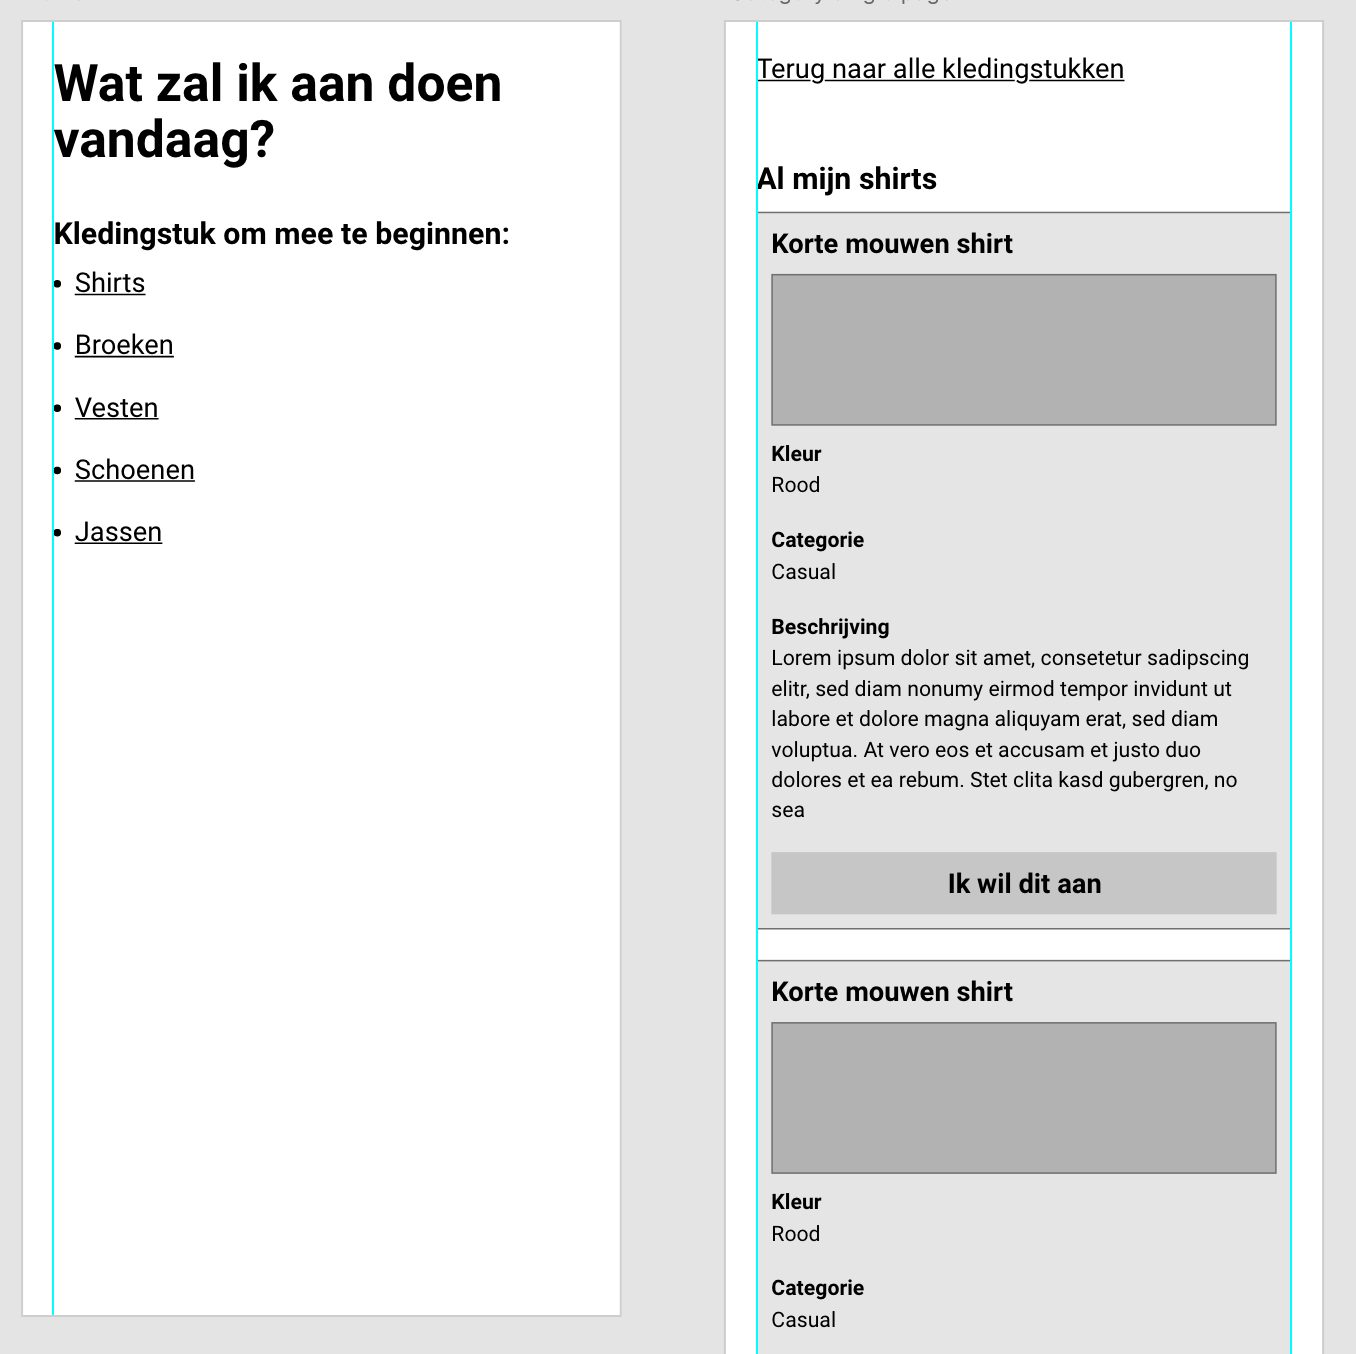 Wat zal ik aan doen
vandaag?
Kledingstuk om mee te beginnen:
• Shirts
• Broeken
• Vesten
• Schoenen
• Jassen
Terug naar alle kledingstukken
Al mijn shirts
Korte mouwen shirt
Kleur
Rood
Categorie
Casual
Beschrijving
Lorem ipsum dolor sit amet, consetetur sadipscing
elitr, sed diam nonumy eirmod tempor invidunt ut
labore et dolore magna aliquyam erat, sed diam
voluptua. At vero eos et accusam et justo duo
dolores et ea rebum. Stet clita kasd gubergren, no
sea
Ik wil dit aan
Korte mouwen shirt
Kleur
Rood
Categorie
Casual